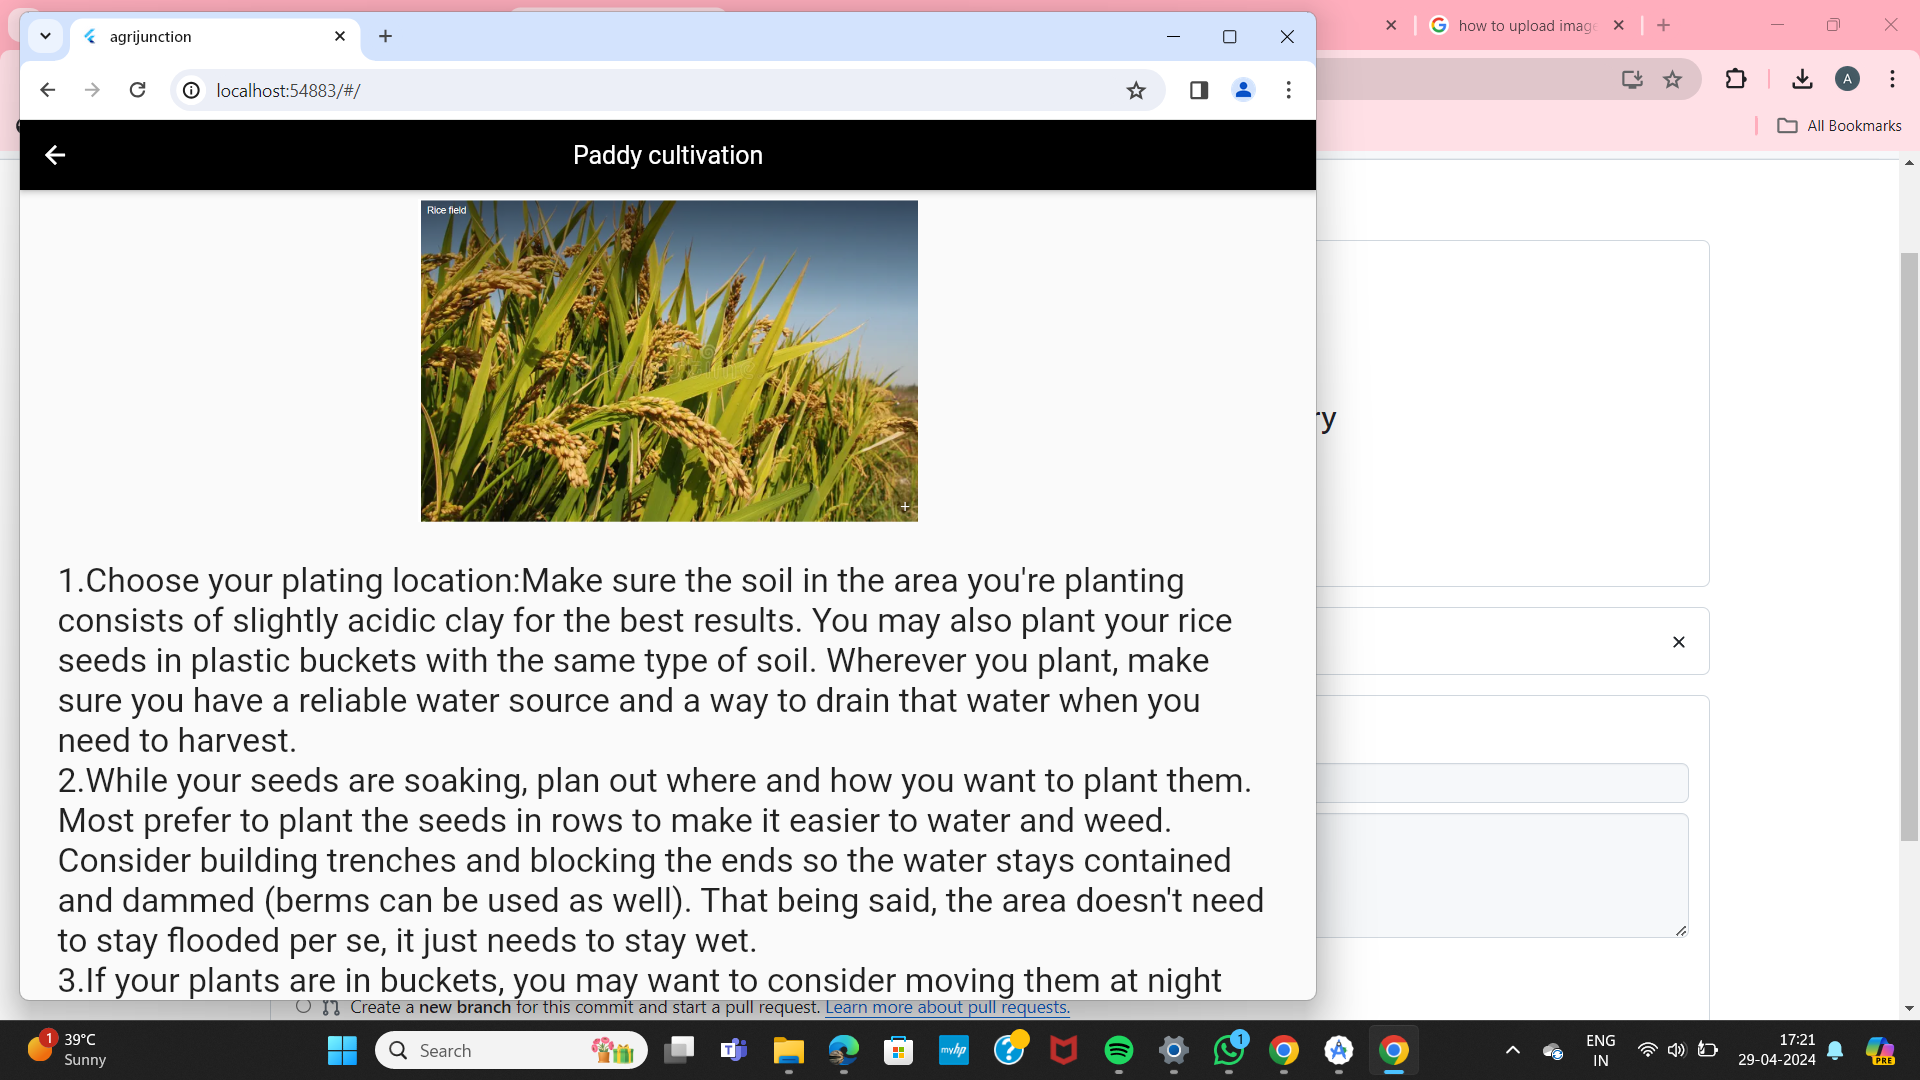 agrijunction
how to upload image
localhost:54883/#/
A
All Bookmarks
Paddy cultivation
Rice field
1.Choose your plating location:Make sure the soil in the area you're planting
consists of slightly acidic clay for the best results. You may also plant your rice
seeds in plastic buckets with the same type of soil. Wherever you plant, make
sure you have a reliable water source and a way to drain that water when you
need to harvest.
2.While your seeds are soaking, plan out where and how you want to plant them.
Most prefer to plant the seeds in rows to make it easier to water and weed.
Consider building trenches and blocking the ends so the water stays contained
and dammed (berms can be used as well). That being said, the area doesn't need
to stay flooded per se, it just needs to stay wet.
3.If your plants are in buckets, you may want to consider moving them at night
ry
Create a new branch for this commit and start a pull request. Learn more about pull requests.
1
39°C
Sunny
Search
myhp
1
ENG
IN
17:21
29-04-2024
PRE